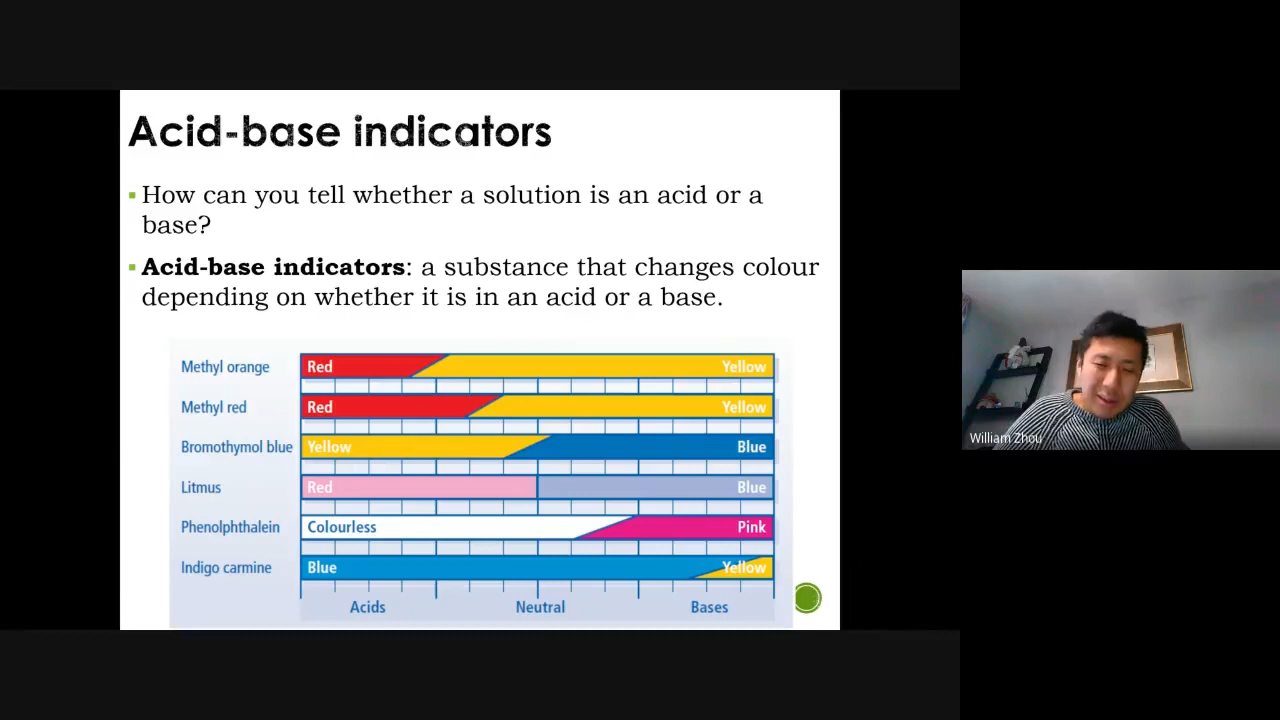 Acid-base indicators
How can you tell whether a solution is an acid or a
base?
Acid-base indicators: a substance that changes colour
depending on whether it is in an acid or a base.
Methyl orange Red Yellow
Methyl red Red Yellow
Bromothymol blue Yellow Blue
Litmus Red Blue
Phenolphthalein Colourless Pink
Indigo carmine Blue Yellow
Acids Neutral Bases
William Zhou